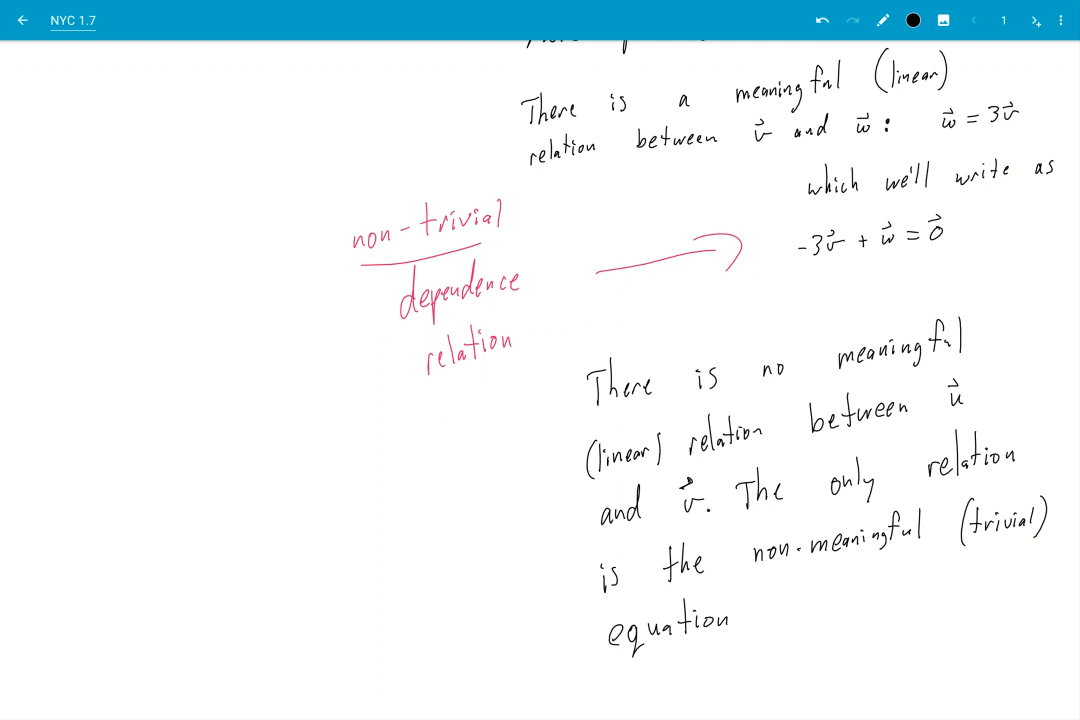 NYC 1.7
1
There is a meaningful (linear)
relation between v⃗ and w⃗ : w⃗ = 3v⃗
which we'll write as
-3v⃗ + w⃗ = 0⃗
non-trivial
dependence
relation
There is no meaningful
(linear) relation between u⃗
and v⃗. The only relation
is the non-meaningful (trivial)
equation